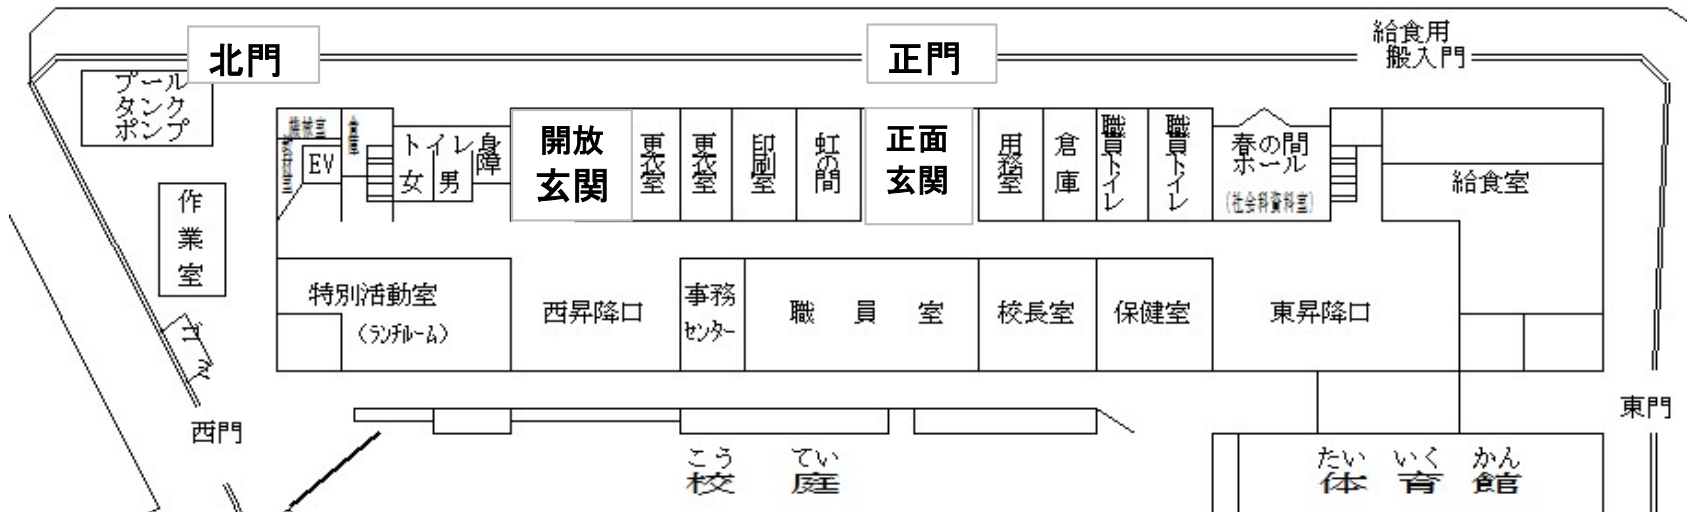 北門
正門
給食用
搬入門
プール
タンク
ポンプ
機械室
倉庫
EV
トイレ
女 男
身障
開放
玄関
更衣室
更衣室
印刷室
虹の間
正面
玄関
用務室
倉庫
職員トイレ
職員トイレ
春の間
ホール
(社会科資料室)
給食室
作業室
特別活動室
(ランチルーム)
西昇降口
事務
センター
職員室
校長室
保健室
東昇降口
ゴミ
西門
東門
こう てい
校 庭
たい いく かん
体 育 館